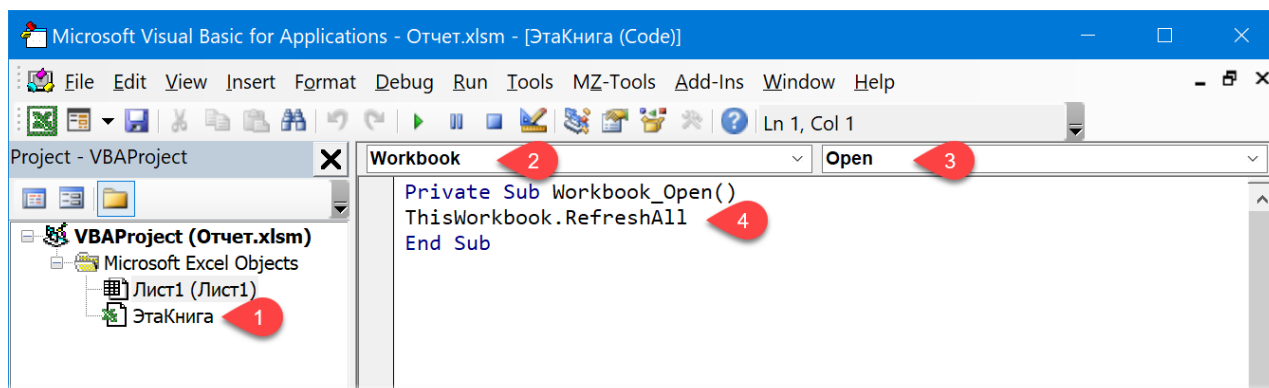 Microsoft Visual Basic for Applications - Отчет.xlsm - [ЭтаКнига (Code)]
File Edit View Insert Format Debug Run Tools MZ-Tools Add-Ins Window Help
Ln 1, Col 1
Project - VBAProject
Workbook 2 Open 3
Private Sub Workbook_Open()
ThisWorkbook.RefreshAll 4
End Sub
VBAProject (Отчет.xlsm)
Microsoft Excel Objects
Лист1 (Лист1)
ЭтаКнига 1